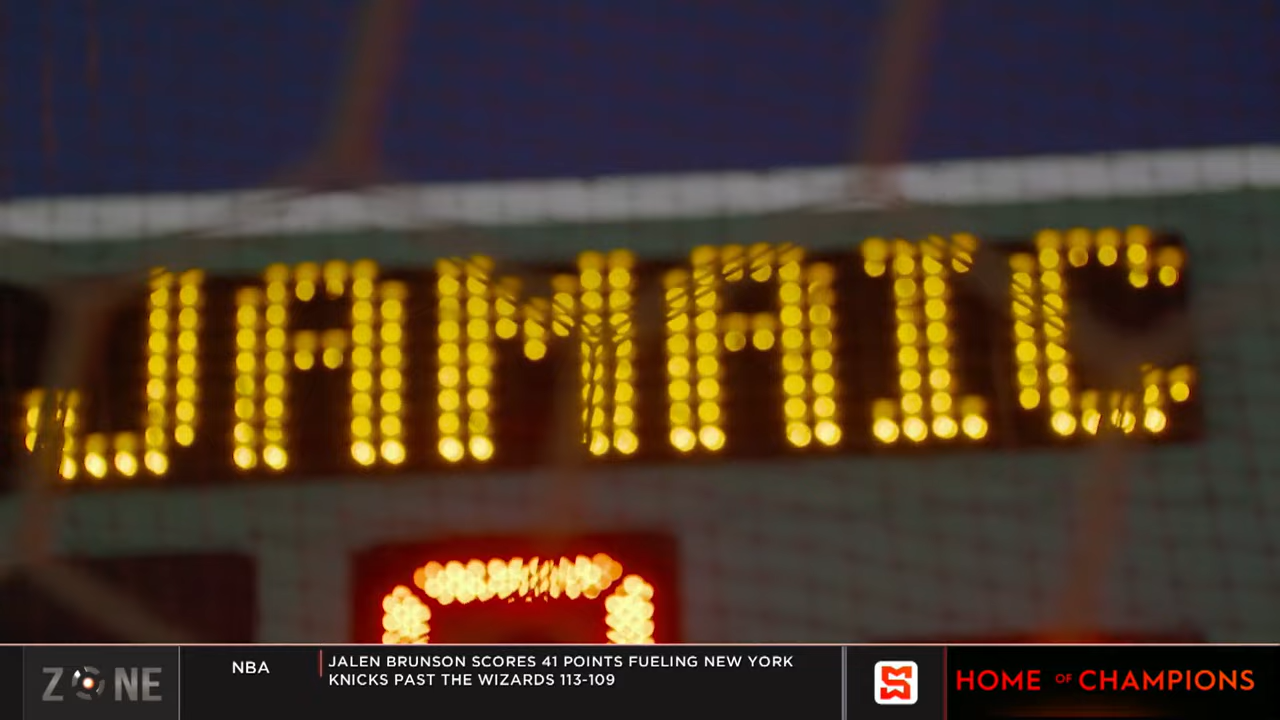 JAMAIC
ZONE
NBA
JALEN BRUNSON SCORES 41 POINTS FUELING NEW YORK
KNICKS PAST THE WIZARDS 113-109
HOME OF CHAMPIONS